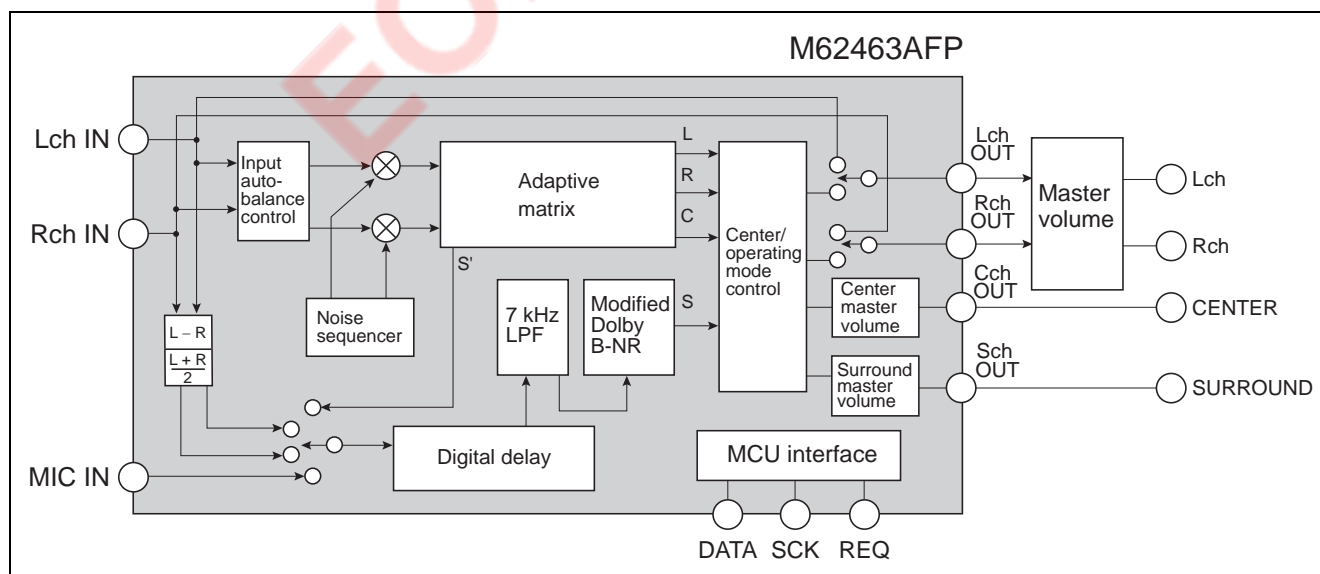 M62463AFP
Lch IN
Rch IN
MIC IN
Input
auto-
balance
control
Noise
sequencer
L – R
L + R
2
Adaptive
matrix
L
R
C
S'
S
7 kHz
LPF
Modified
Dolby
B-NR
Digital delay
Center/
operating
mode
control
Center
master
volume
Surround
master
volume
MCU interface
DATA
SCK
REQ
Lch
OUT
Rch
OUT
Cch
OUT
Sch
OUT
Master
volume
Lch
Rch
CENTER
SURROUND